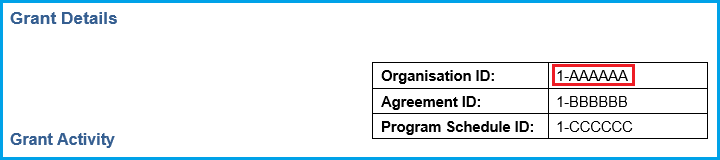 Grant Details
Organisation ID: 1-AAAAAA
Agreement ID: 1-BBBBBB
Program Schedule ID: 1-CCCCCC
Grant Activity